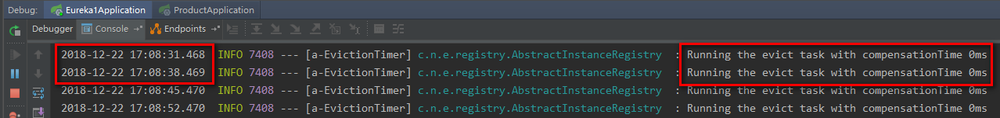 Debug: Eureka1Application ProductApplication
Debugger Console Endpoints
2018-12-22 17:08:31.468 INFO 7408 --- [a-EvictionTimer] c.n.e.registry.AbstractInstanceRegistry : Running the evict task with compensationTime 0ms
2018-12-22 17:08:38.469 INFO 7408 --- [a-EvictionTimer] c.n.e.registry.AbstractInstanceRegistry : Running the evict task with compensationTime 0ms
2018-12-22 17:08:45.470 INFO 7408 --- [a-EvictionTimer] c.n.e.registry.AbstractInstanceRegistry : Running the evict task with compensationTime 0ms
2018-12-22 17:08:52.470 INFO 7408 --- [a-EvictionTimer] c.n.e.registry.AbstractInstanceRegistry : Running the evict task with compensationTime 0ms